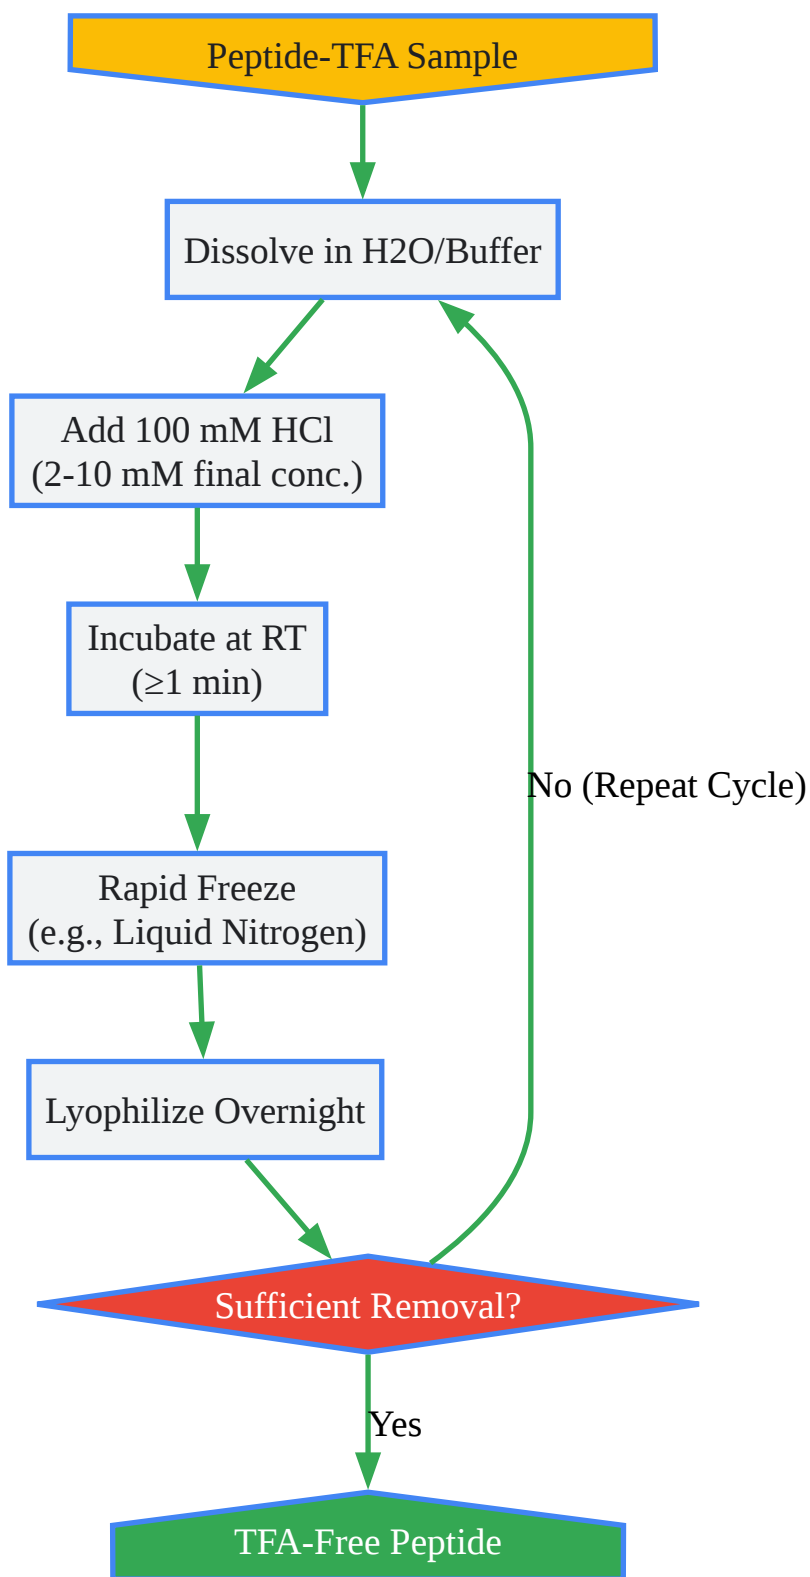 Peptide-TFA Sample
Dissolve in H2O/Buffer
Add 100 mM HCl
(2-10 mM final conc.)
Incubate at RT
(≥1 min)
No (Repeat Cycle)
Rapid Freeze
(e.g., Liquid Nitrogen)
Lyophilize Overnight
Sufficient Removal?
Yes
TFA-Free Peptide